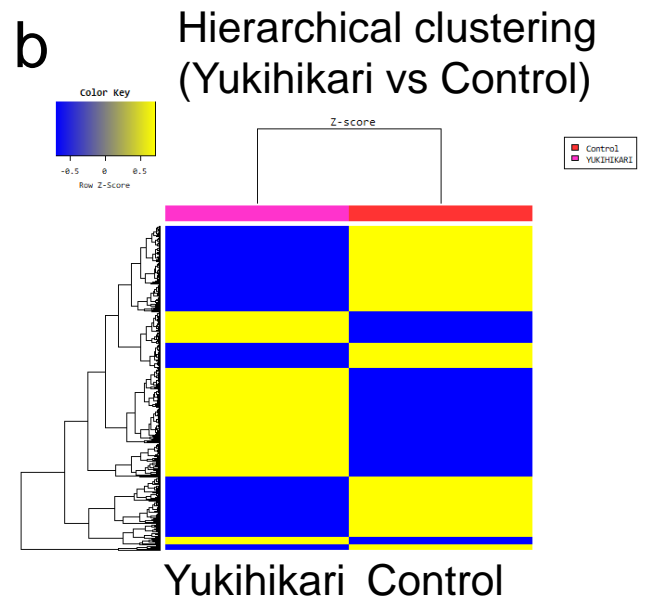 b
Hierarchical clustering
(Yukihikari vs Control)
Color Key
-0.5 0 0.5
Row Z-Score
Z-score
Control
YUKIHIKARI
Yukihikari Control